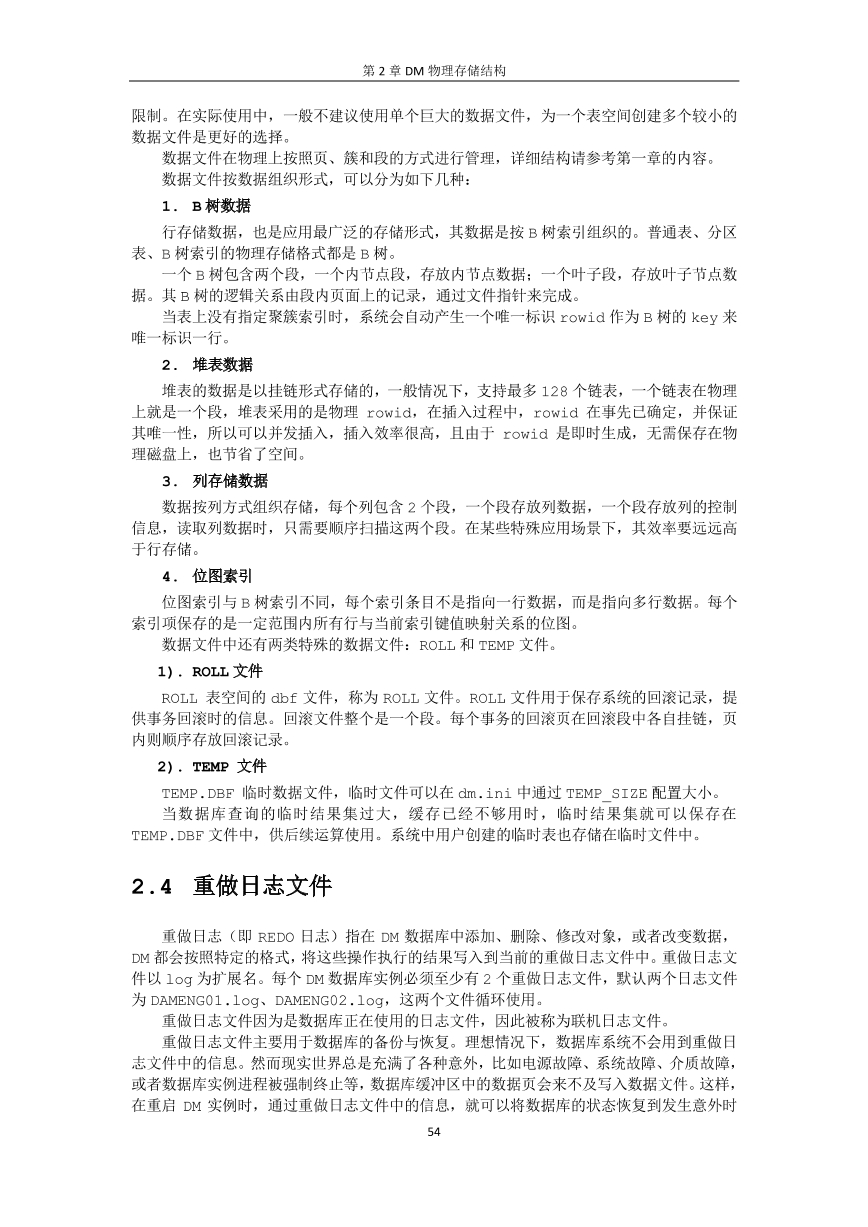 第 2 章 DM 物理存储结构
限制。在实际使用中，一般不建议使用单个巨大的数据文件，为一个表空间创建多个较小的
数据文件是更好的选择。
数据文件在物理上按照页、簇和段的方式进行管理，详细结构请参考第一章的内容。
数据文件按数据组织形式，可以分为如下几种：
1. B 树数据
行存储数据，也是应用最广泛的存储形式，其数据是按 B 树索引组织的。普通表、分区
表、B 树索引的物理存储格式都是 B 树。
一个 B 树包含两个段，一个内节点段，存放内节点数据；一个叶子段，存放叶子节点数
据。其 B 树的逻辑关系由段内页面上的记录，通过文件指针来完成。
当表上没有指定聚簇索引时，系统会自动产生一个唯一标识 rowid 作为 B 树的 key 来
唯一标识一行。
2. 堆表数据
堆表的数据是以挂链形式存储的，一般情况下，支持最多 128 个链表，一个链表在物理
上就是一个段，堆表采用的是物理 rowid，在插入过程中，rowid 在事先已确定，并保证
其唯一性，所以可以并发插入，插入效率很高，且由于 rowid 是即时生成，无需保存在物
理磁盘上，也节省了空间。
3. 列存储数据
数据按列方式组织存储，每个列包含 2 个段，一个段存放列数据，一个段存放列的控制
信息，读取列数据时，只需要顺序扫描这两个段。在某些特殊应用场景下，其效率要远远高
于行存储。
4. 位图索引
位图索引与 B 树索引不同，每个索引条目不是指向一行数据，而是指向多行数据。每个
索引项保存的是一定范围内所有行与当前索引键值映射关系的位图。
数据文件中还有两类特殊的数据文件：ROLL 和 TEMP 文件。
1). ROLL 文件
ROLL 表空间的 dbf 文件，称为 ROLL 文件。ROLL 文件用于保存系统的回滚记录，提
供事务回滚时的信息。回滚文件整个是一个段。每个事务的回滚页在回滚段中各自挂链，页
内则顺序存放回滚记录。
2). TEMP 文件
TEMP.DBF 临时数据文件，临时文件可以在 dm.ini 中通过 TEMP_SIZE 配置大小。
当数据库查询的临时结果集过大，缓存已经不够用时，临时结果集就可以保存在
TEMP.DBF 文件中，供后续运算使用。系统中用户创建的临时表也存储在临时文件中。
2.4 重做日志文件
重做日志（即 REDO 日志）指在 DM 数据库中添加、删除、修改对象，或者改变数据，
DM 都会按照特定的格式，将这些操作执行的结果写入到当前的重做日志文件中。重做日志文
件以 log 为扩展名。每个 DM 数据库实例必须至少有 2 个重做日志文件，默认两个日志文件
为 DAMENG01.log、DAMENG02.log，这两个文件循环使用。
重做日志文件因为是数据库正在使用的日志文件，因此被称为联机日志文件。
重做日志文件主要用于数据库的备份与恢复。理想情况下，数据库系统不会用到重做日
志文件中的信息。然而现实世界总是充满了各种意外，比如电源故障、系统故障、介质故障，
或者数据库实例进程被强制终止等，数据库缓冲区中的数据页会来不及写入数据文件。这样，
在重启 DM 实例时，通过重做日志文件中的信息，就可以将数据库的状态恢复到发生意外时
54